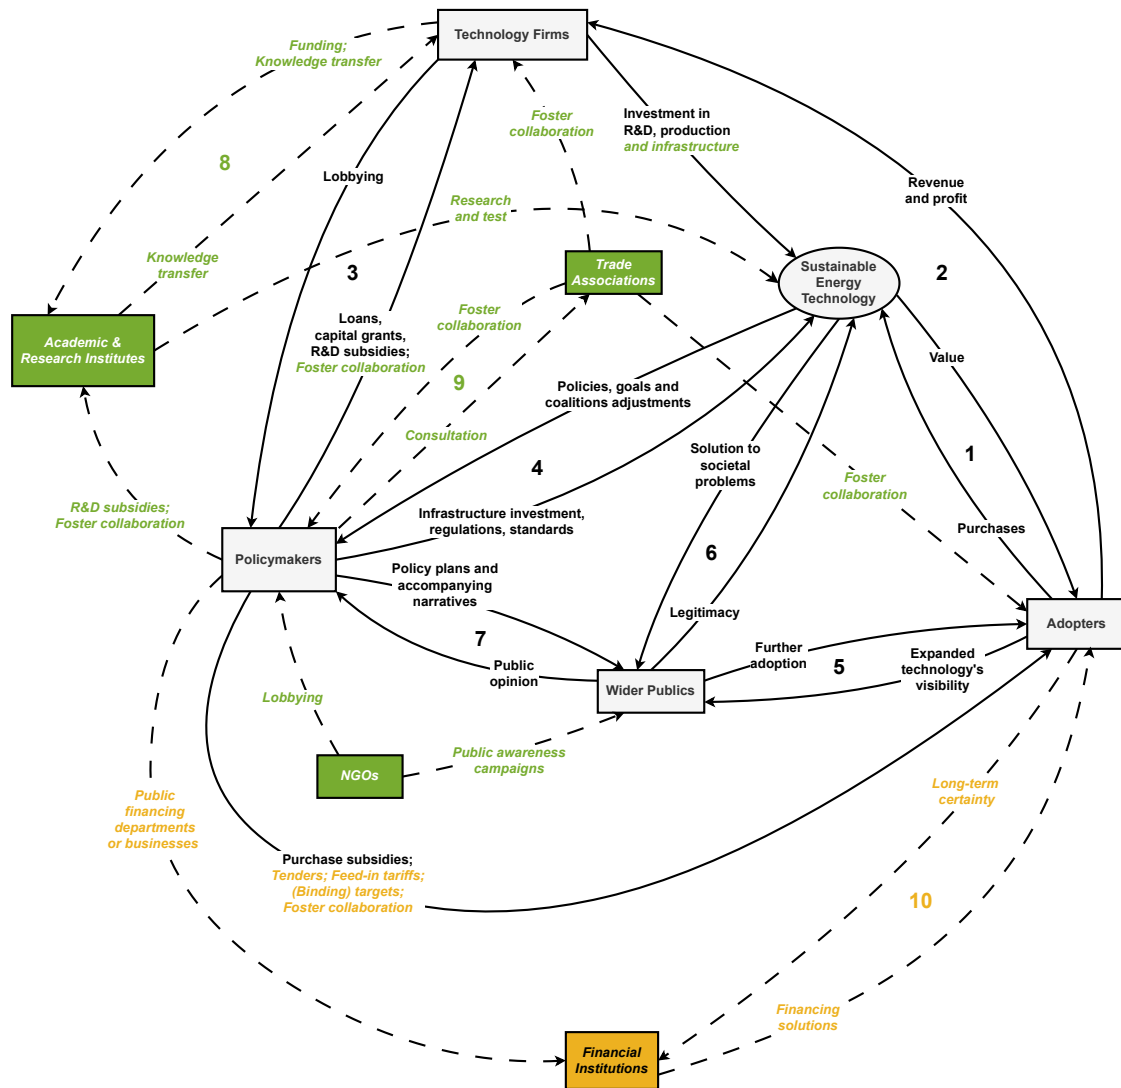 Technology Firms
Funding;
Knowledge transfer
Foster
collaboration
Investment in
R&D, production
and infrastructure
8
Lobbying
Revenue
and profit
Research
and test
Knowledge
transfer
3
Trade
Associations
Sustainable
Energy
Technology
2
Academic &
Research Institutes
Loans,
capital grants,
R&D subsidies;
Foster collaboration
Foster
collaboration
Value
9
Policies, goals and
coalitions adjustments
Consultation
4
Solution to
societal
problems
1
Foster
collaboration
R&D subsidies;
Foster collaboration
Infrastructure investment,
regulations, standards
Purchases
Policymakers
6
Policy plans and
accompanying
narratives
Legitimacy
Adopters
7
Public
opinion
Further
adoption
5
Expanded
technology's
visibility
Wider Publics
Lobbying
NGOs
Public awareness
campaigns
Public
financing
departments
or businesses
Long-term
certainty
Purchase subsidies;
Tenders; Feed-in tariffs;
(Binding) targets;
Foster collaboration
10
Financing
solutions
Financial
Institutions